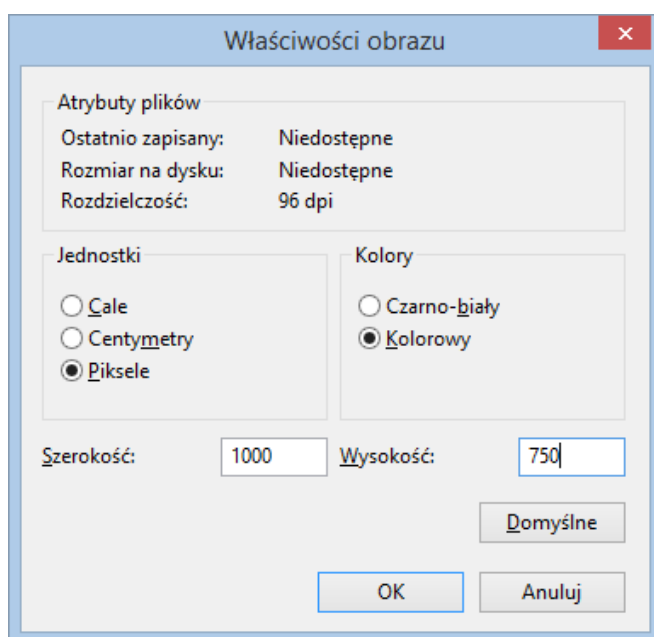 Właściwości obrazu
Atrybuty plików
Ostatnio zapisany: Niedostępne
Rozmiar na dysku: Niedostępne
Rozdzielczość: 96 dpi
Jednostki
Cale
Centymetry
Piksele
Kolory
Czarno-biały
Kolorowy
Szerokość: 1000 Wysokość: 750
Domyślne
OK Anuluj